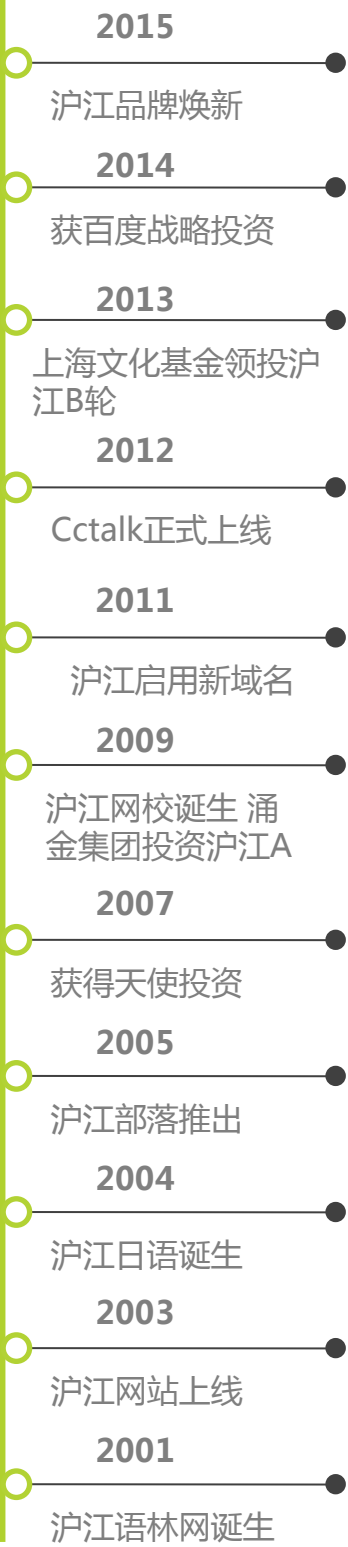 2015
沪江品牌焕新
2014
获百度战略投资
2013
上海文化基金领投沪
江B轮
2012
Cctalk正式上线
2011
沪江启用新域名
2009
沪江网校诞生 涌
金集团投资沪江A
2007
获得天使投资
2005
沪江部落推出
2004
沪江日语诞生
2003
沪江网站上线
2001
沪江语林网诞生